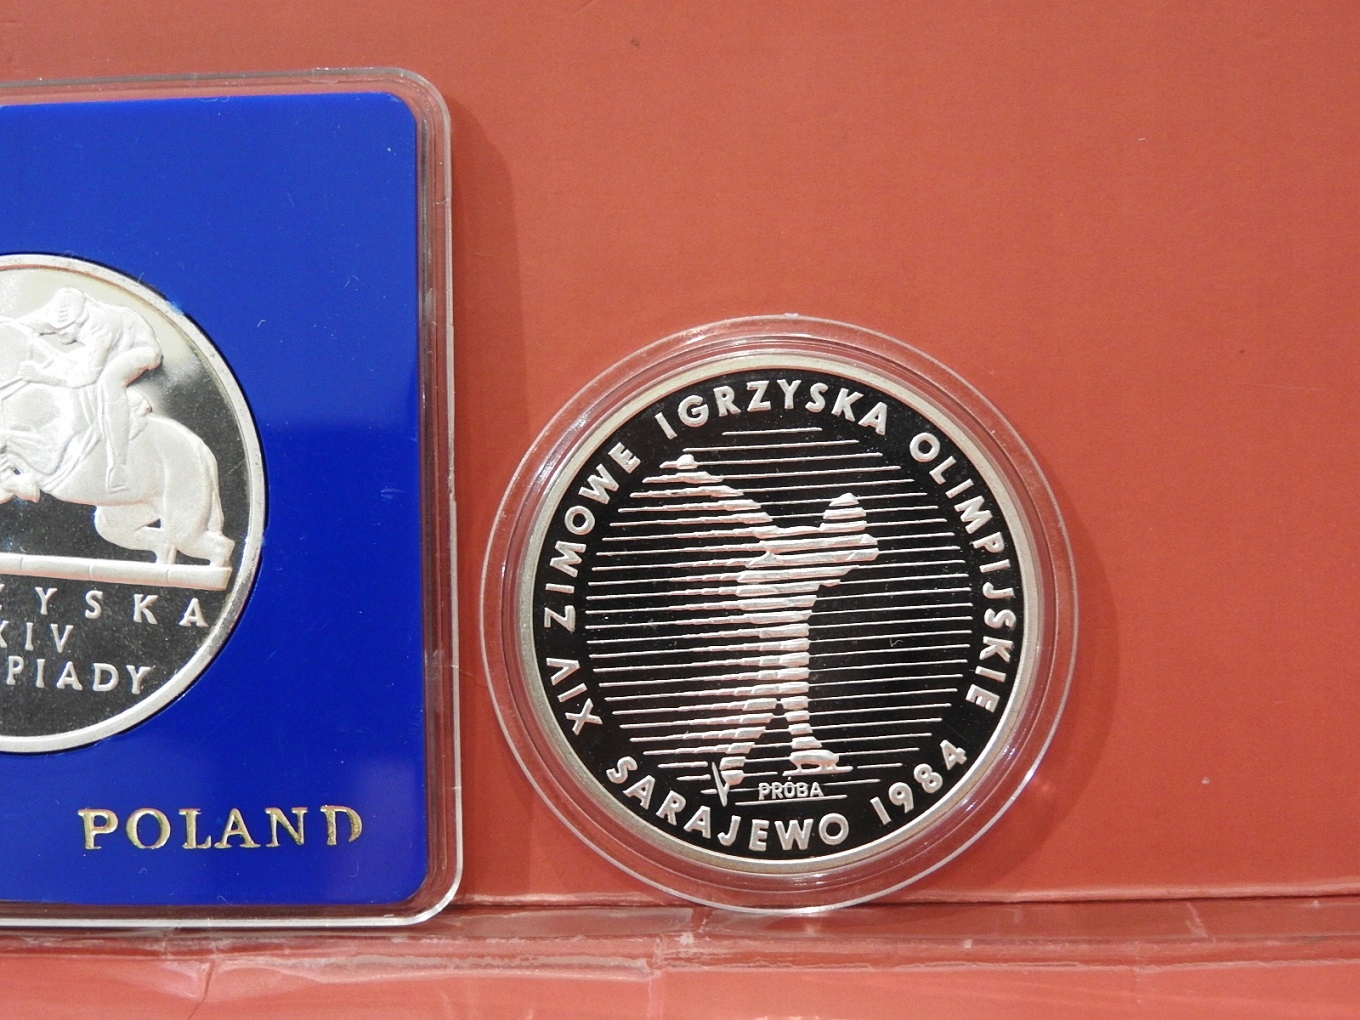 ZYSKA
XIV
PIADY
POLAND
XIV ZIMOWE IGRZYSKA OLIMPIJSKIE
SARAJEWO 1984
PRÓBA